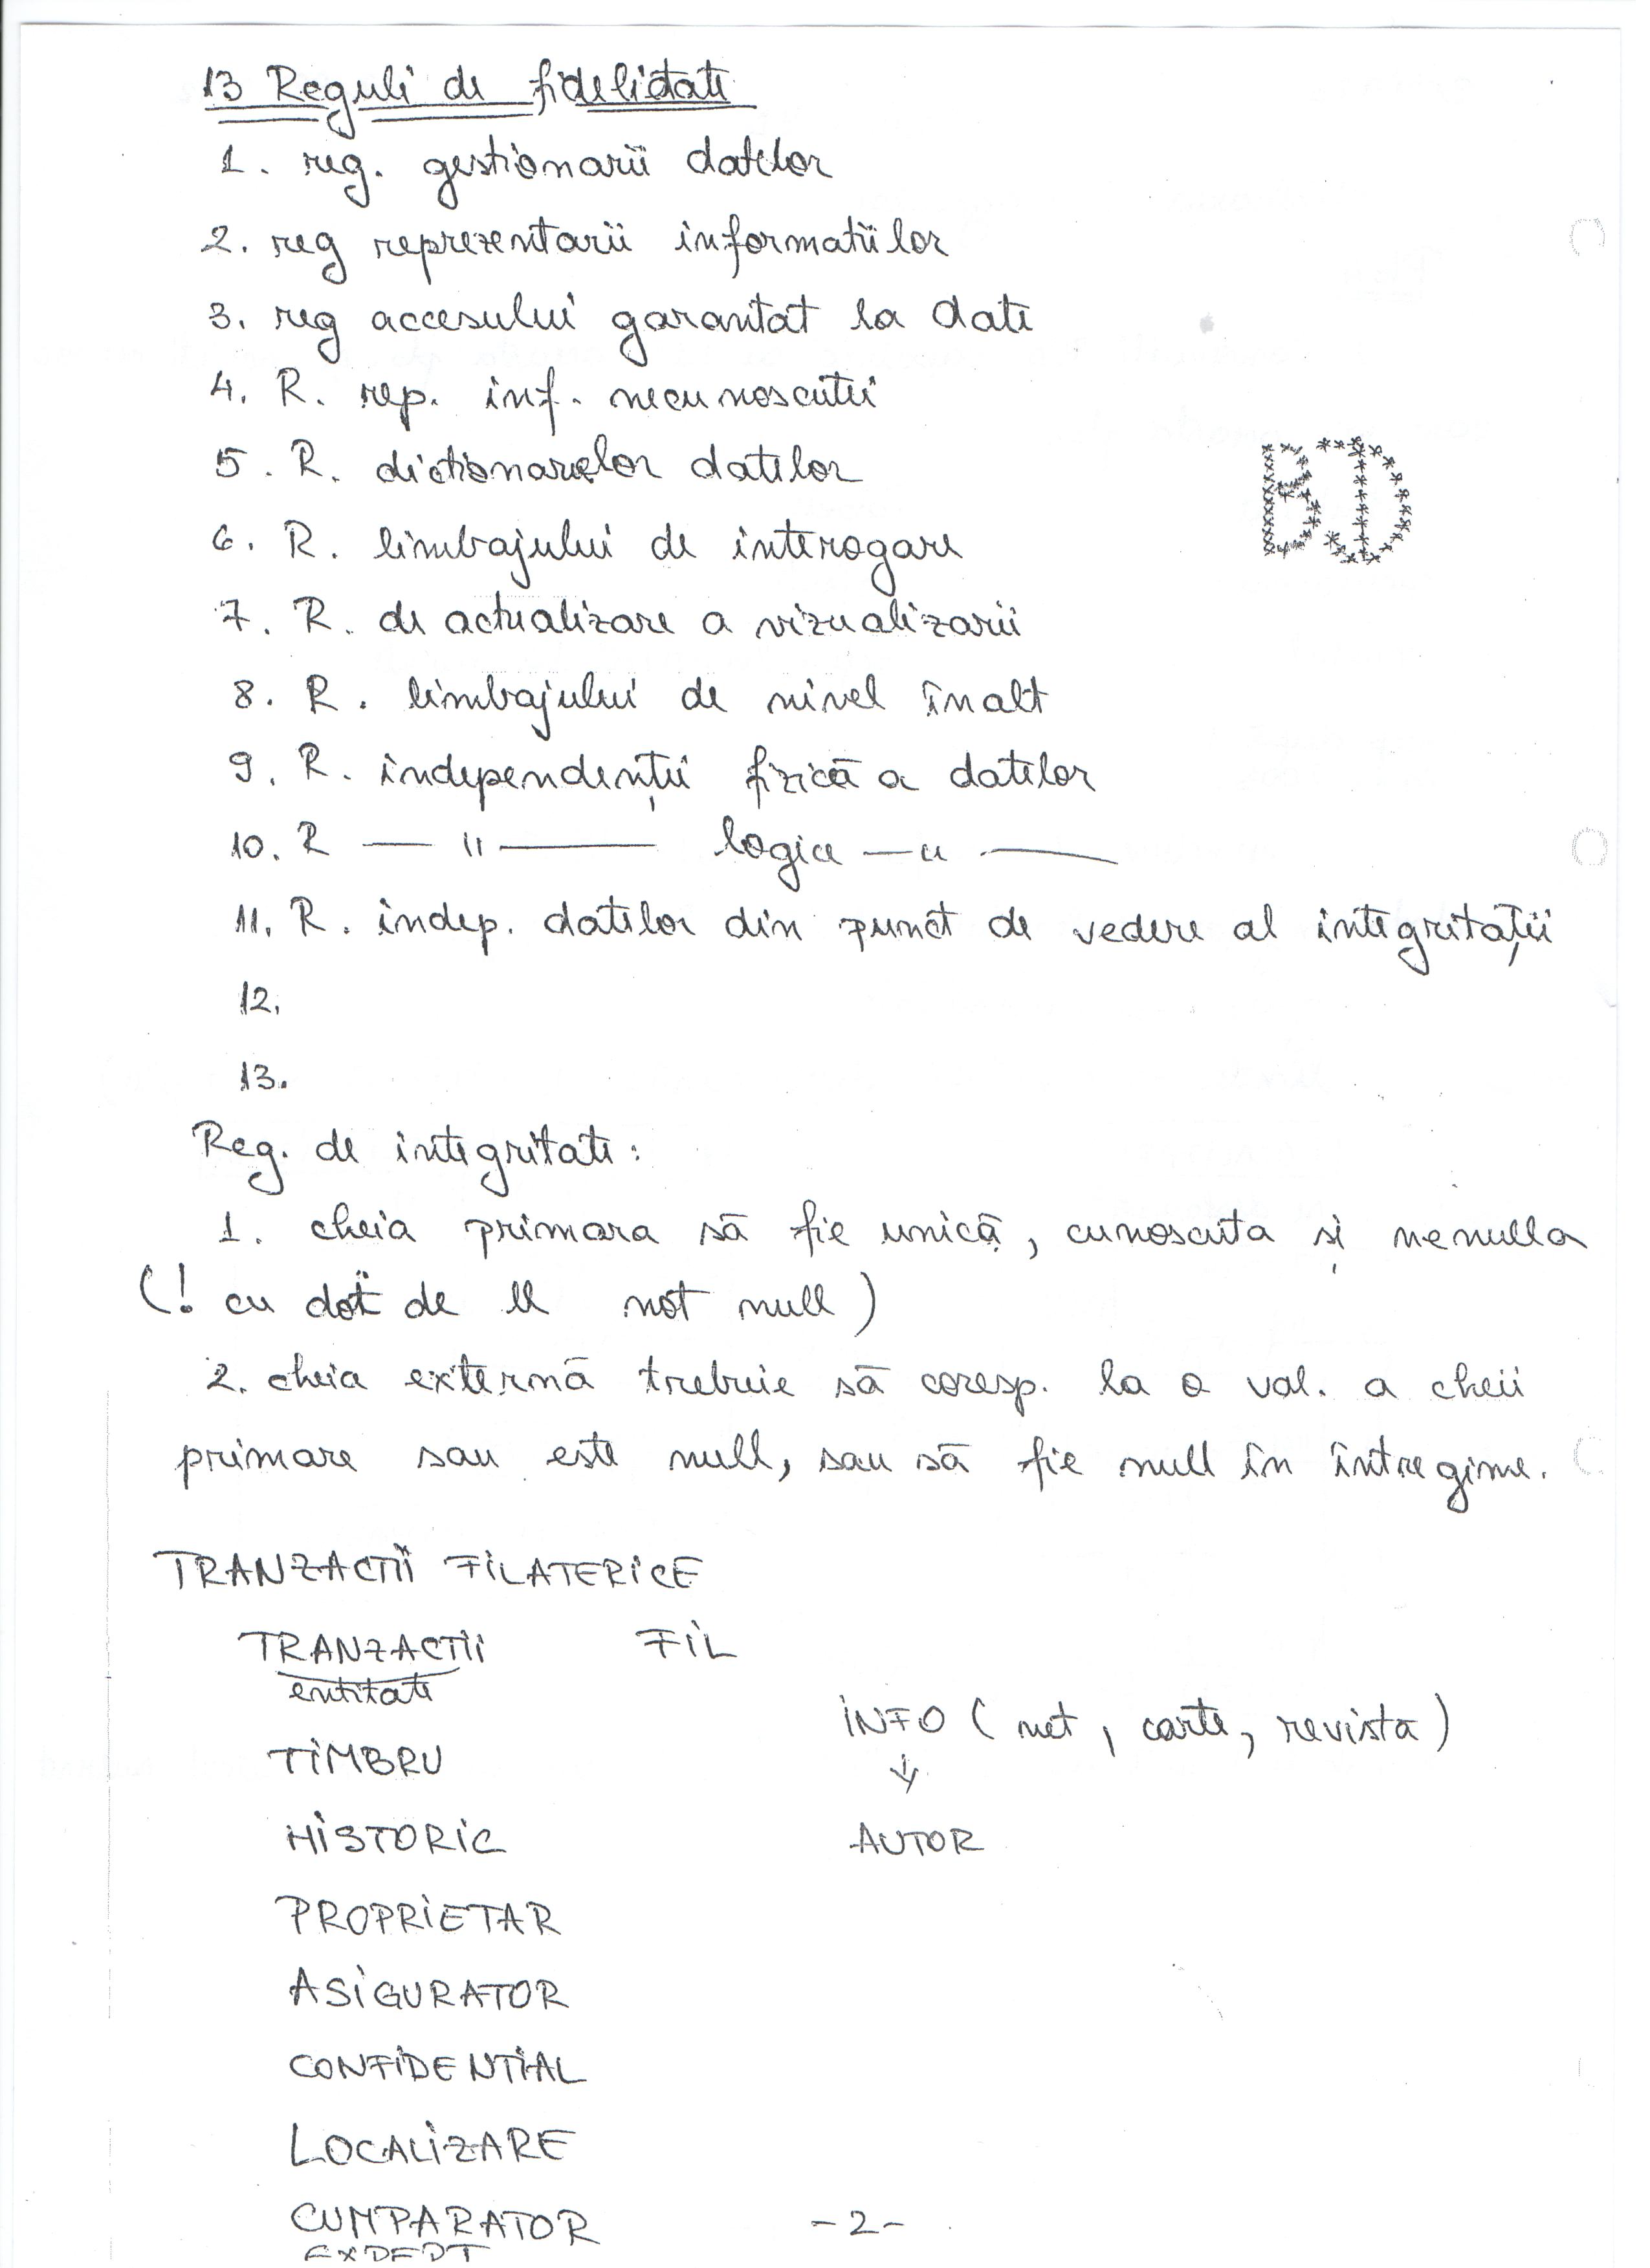 13 Reguli de fidelitate
1. reg. gestionarii datelor
2. reg reprezentarii informatiilor
3. reg accesului garantat la date
4. R. rep. inf. necunoscutei
5. R. dictionarelor datelor
6. R. limbajului de interogare
BD
7. R. de actualizare a vizualizarii
8. R. limbajului de nivel înalt
9. R. independenței fizică a datelor
10. R — " — logica — " —
11. R. indep. datelor din punct de vedere al integrității
12.
13.
Reg. de integritate:
1. cheia primara să fie unică, cunoscuta și nenulla
(! cu de not null)
2. cheia externă trebuie să coresp. la o val. a cheii
primare sau este null, sau să fie null în întregime.
TRANZACTII FILATERICE
TRANZACTII FIL
entitate
INFO (net, carte, revista)
TIMBRU
↓
HISTORIC AUTOR
PROPRIETAR
ASIGURATOR
CONFIDENTIAL
LOCALIZARE
CUMPARATOR -2-
EXPERT